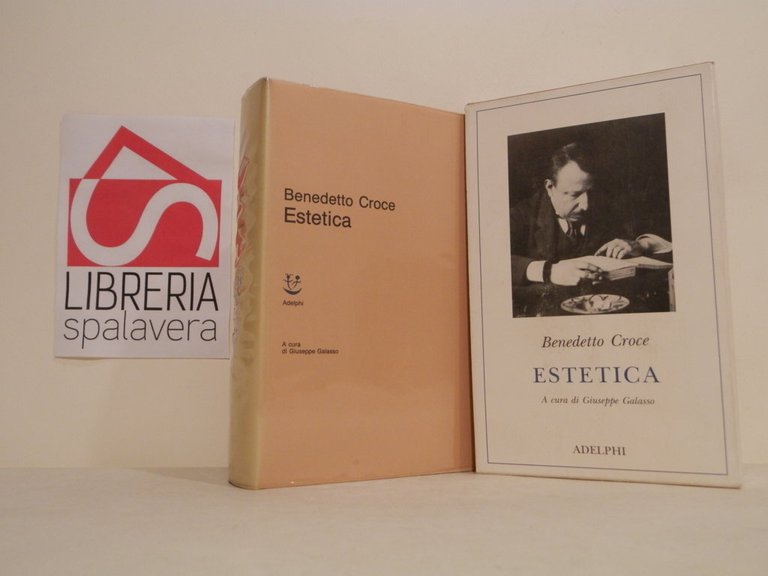 LIBRERIA
spalavera
Benedetto Croce
Estetica
Adelphi
A cura
di Giuseppe Galasso
Benedetto Croce
ESTETICA
A cura di Giuseppe Galasso
ADELPHI